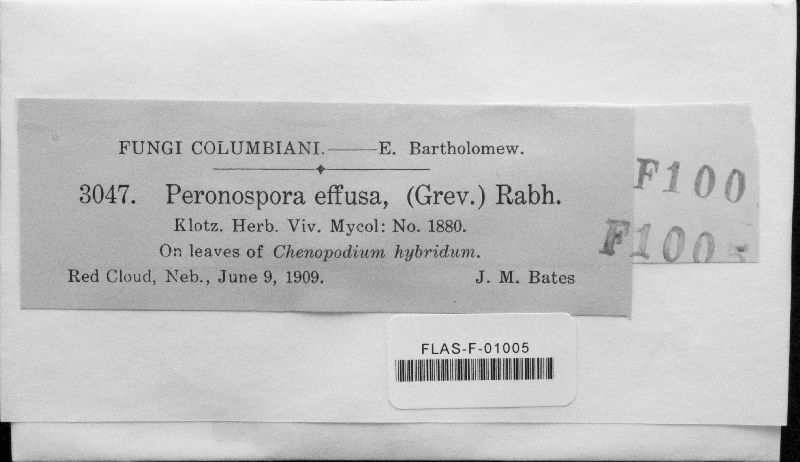 FUNGI COLUMBIANI.——E. Bartholomew.
3047. Peronospora effusa, (Grev.) Rabh.
Klotz. Herb. Viv. Mycol: No. 1880.
On leaves of Chenopodium hybridum.
Red Cloud, Neb., June 9, 1909. J. M. Bates
F100
F1005
FLAS-F-01005